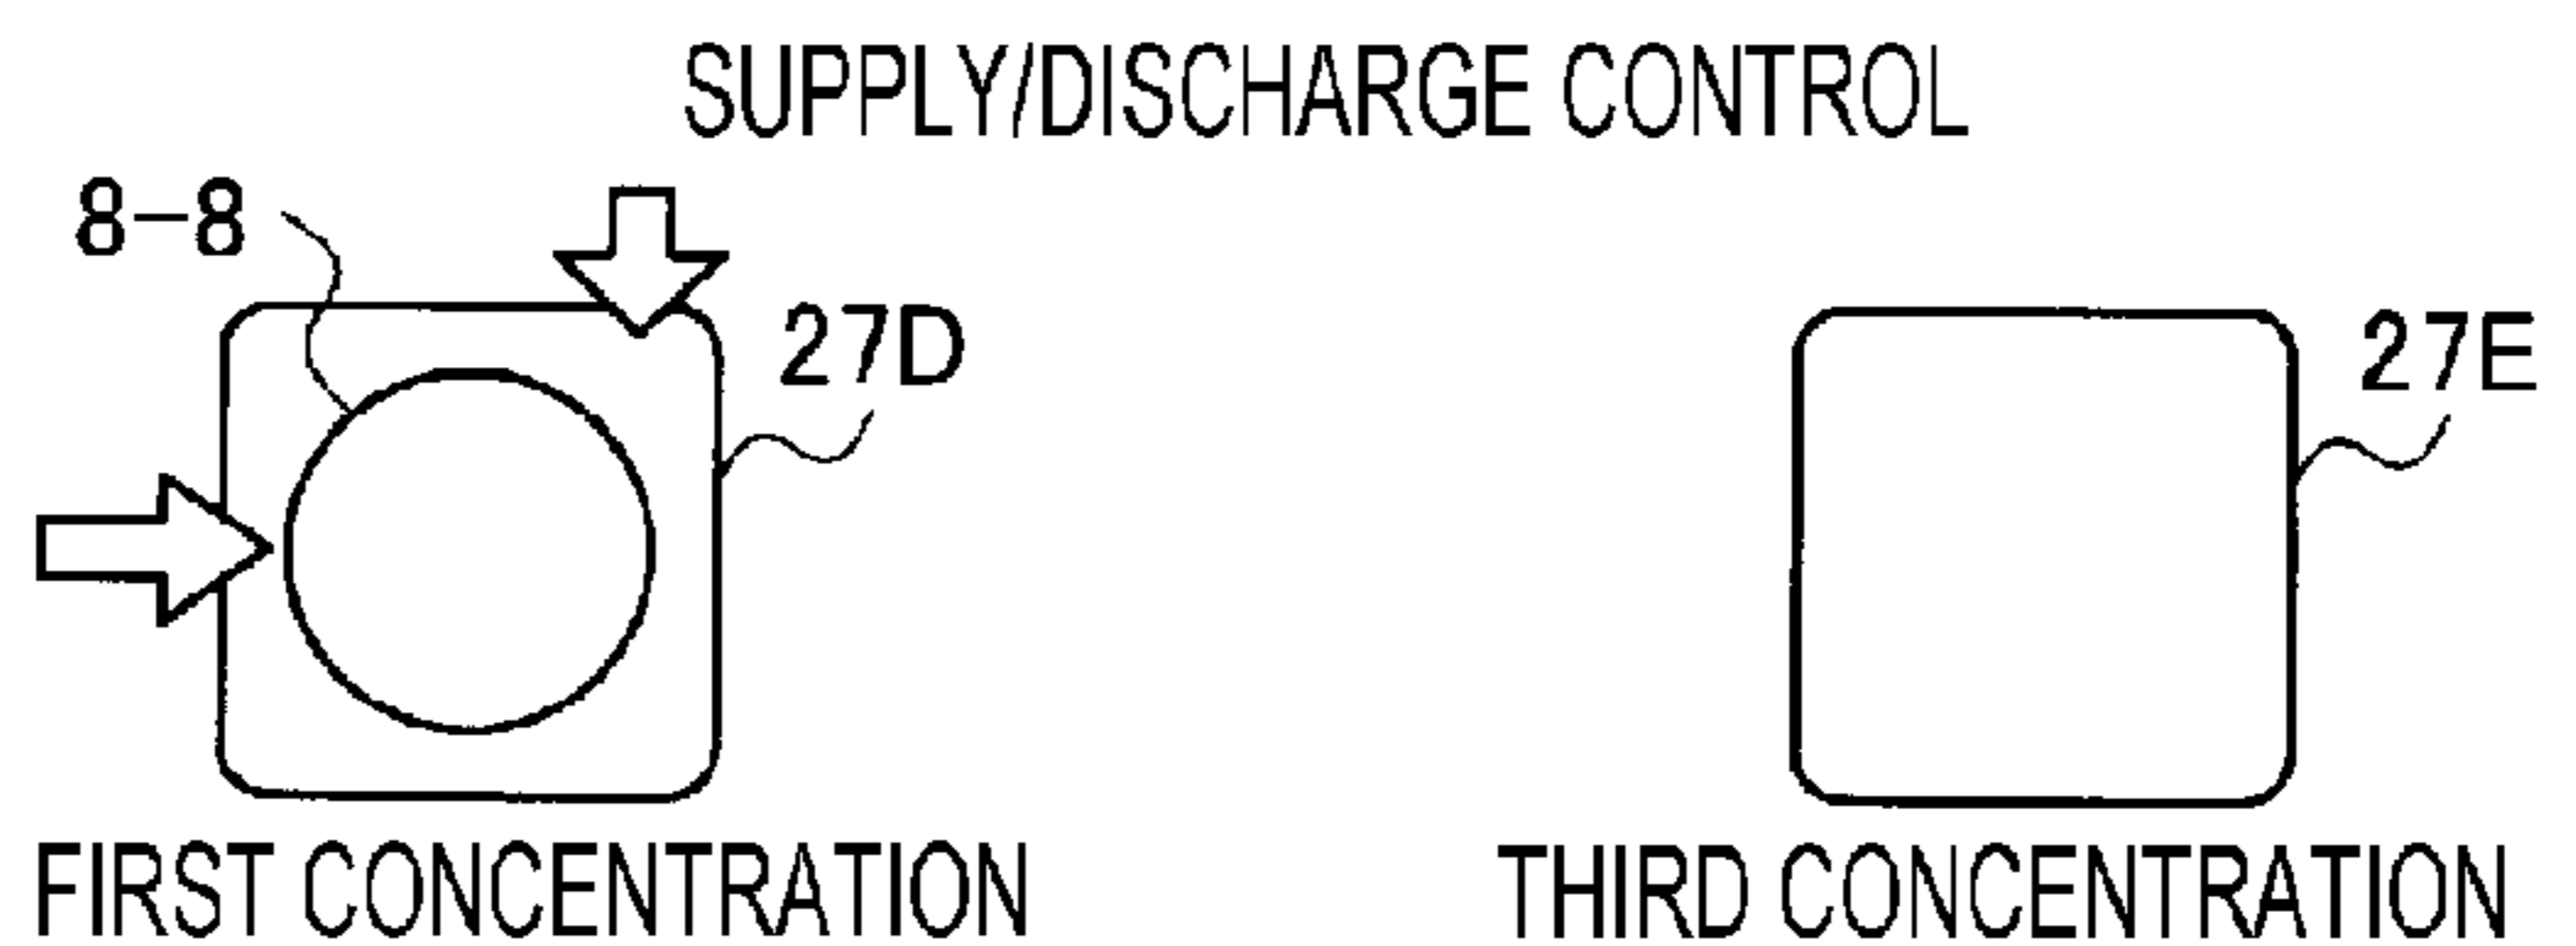 SUPPLY/DISCHARGE CONTROL
8-8
27D
27E
FIRST CONCENTRATION
THIRD CONCENTRATION